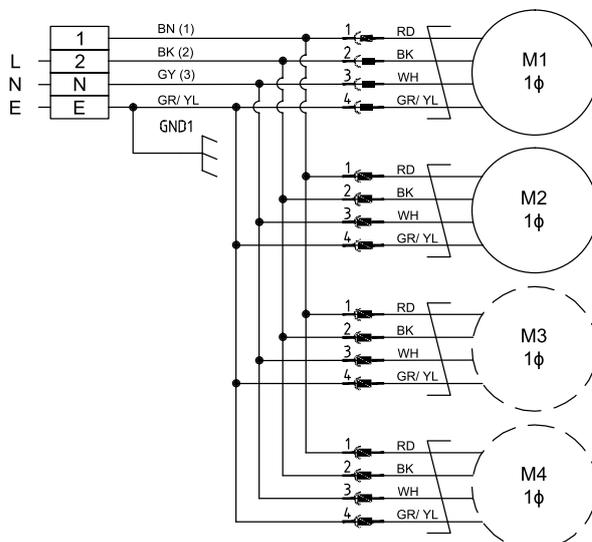 1 BN (1) 1 RD
L 2 BK (2) 2 BK
N N GY (3) 3 WH
E E GR/ YL 4 GR/ YL
M1
1ϕ
GND1
1 RD
2 BK
3 WH
4 GR/ YL
M2
1ϕ
1 RD
2 BK
3 WH
4 GR/ YL
M3
1ϕ
1 RD
2 BK
3 WH
4 GR/ YL
M4
1ϕ